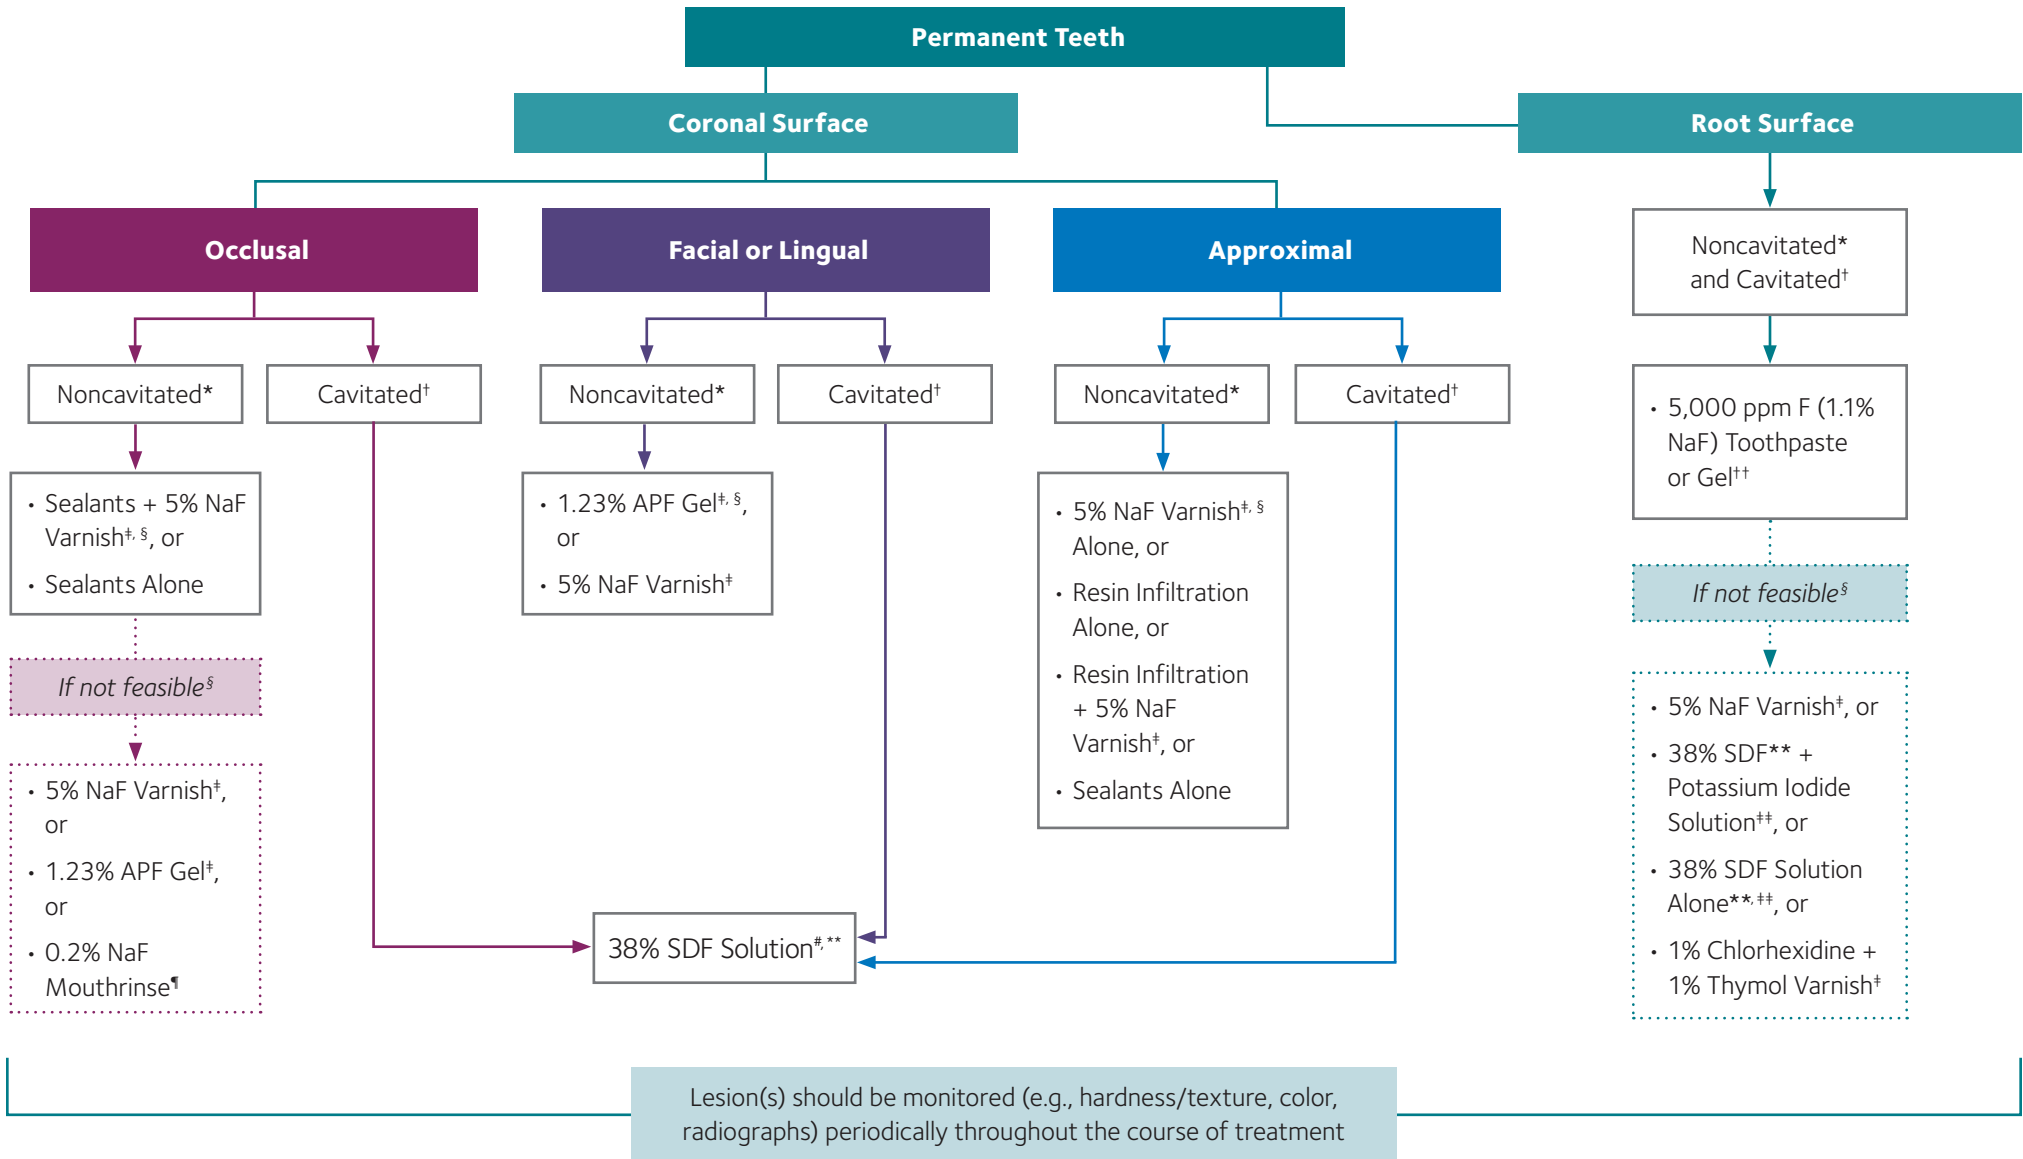 Permanent Teeth
Coronal Surface
Root Surface
Occlusal
Facial or Lingual
Approximal
Noncavitated*
and Cavitated†
Noncavitated*
Cavitated†
Noncavitated*
Cavitated†
Noncavitated*
Cavitated†
• Sealants + 5% NaF
Varnish‡, §, or
• Sealants Alone
If not feasible§
• 5% NaF Varnish‡,
or
• 1.23% APF Gel‡,
or
• 0.2% NaF
Mouthrinse¶
• 1.23% APF Gel‡, §,
or
• 5% NaF Varnish‡
• 5% NaF Varnish‡, §
Alone, or
• Resin Infiltration
Alone, or
• Resin Infiltration
+ 5% NaF
Varnish‡, or
• Sealants Alone
38% SDF Solution#, **
• 5,000 ppm F (1.1%
NaF) Toothpaste
or Gel††
If not feasible§
• 5% NaF Varnish‡, or
• 38% SDF** +
Potassium Iodide
Solution‡‡, or
• 38% SDF Solution
Alone**, ‡‡, or
• 1% Chlorhexidine +
1% Thymol Varnish‡
Lesion(s) should be monitored (e.g., hardness/texture, color,
radiographs) periodically throughout the course of treatment